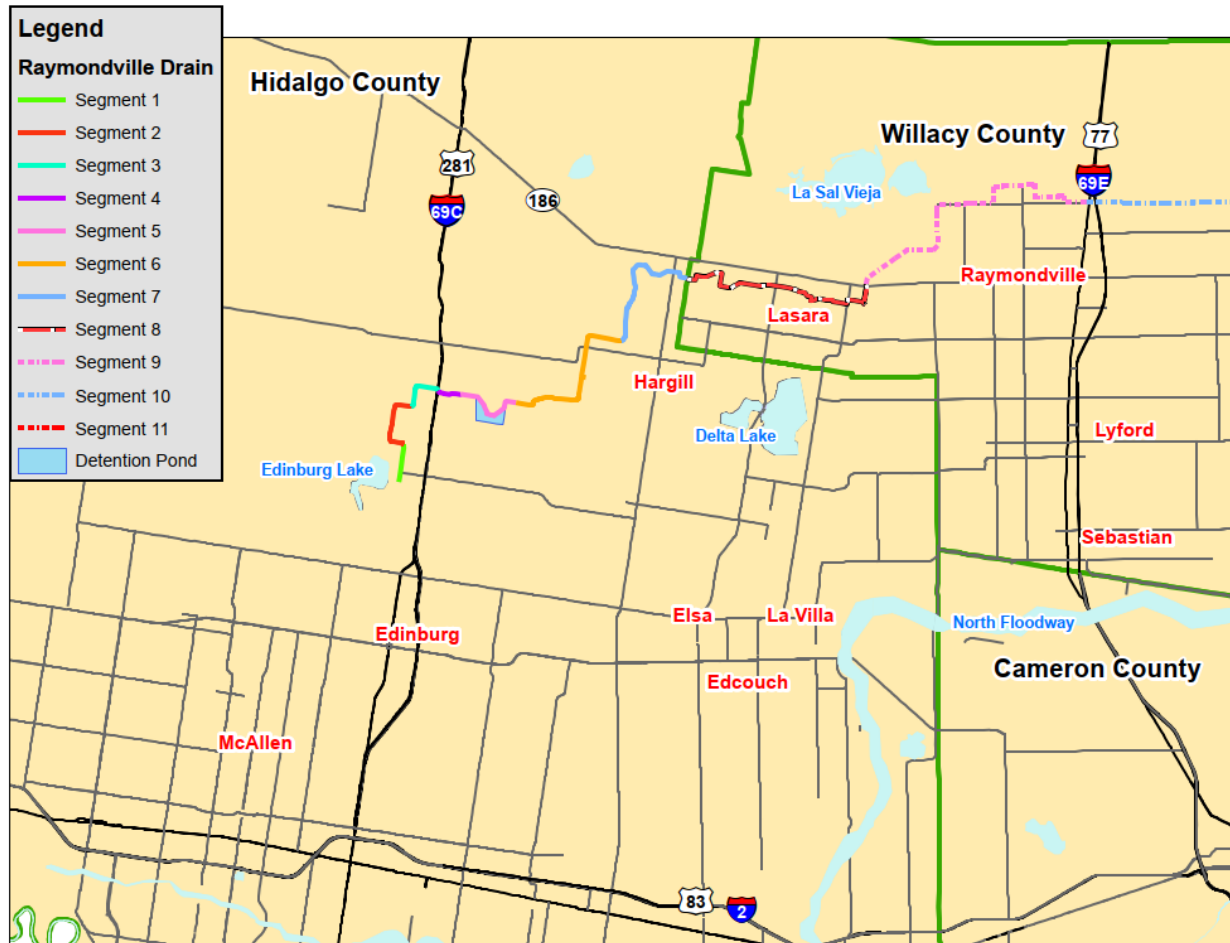 Legend
Raymondville Drain
Segment 1
Segment 2
Segment 3
Segment 4
Segment 5
Segment 6
Segment 7
Segment 8
Segment 9
Segment 10
Segment 11
Detention Pond
Hidalgo County
Willacy County
77
281
69E
La Sal Vieja
186
69C
Raymondville
Lasara
Hargill
Lyford
Delta Lake
Edinburg Lake
Sebastian
Elsa
La Villa
North Floodway
Edinburg
Cameron County
Edcouch
McAllen
83
2